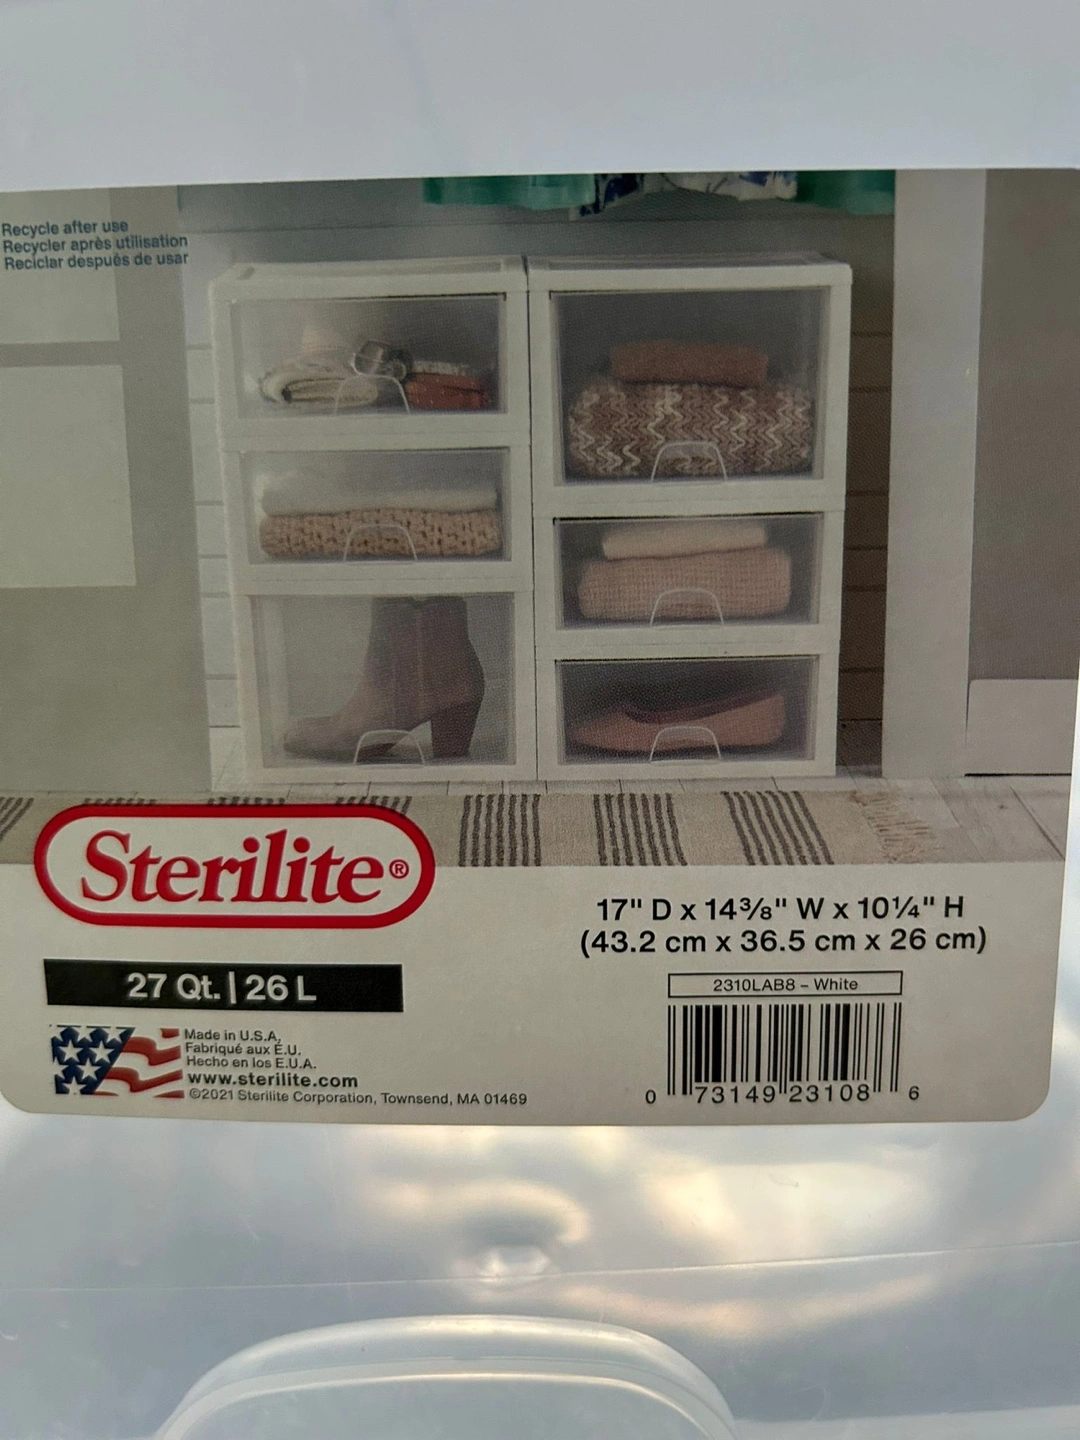 Recycle after use
Recycler après utilisation
Reciclar después de usar
Sterilite®
17" D x 14⅜" W x 10¼" H
(43.2 cm x 36.5 cm x 26 cm)
27 Qt. | 26 L
2310LAB8 – White
Made in U.S.A.
Fabriqué aux É.U.
Hecho en los E.U.A.
www.sterilite.com
©2021 Sterilite Corporation, Townsend, MA 01469
0 73149 23108 6